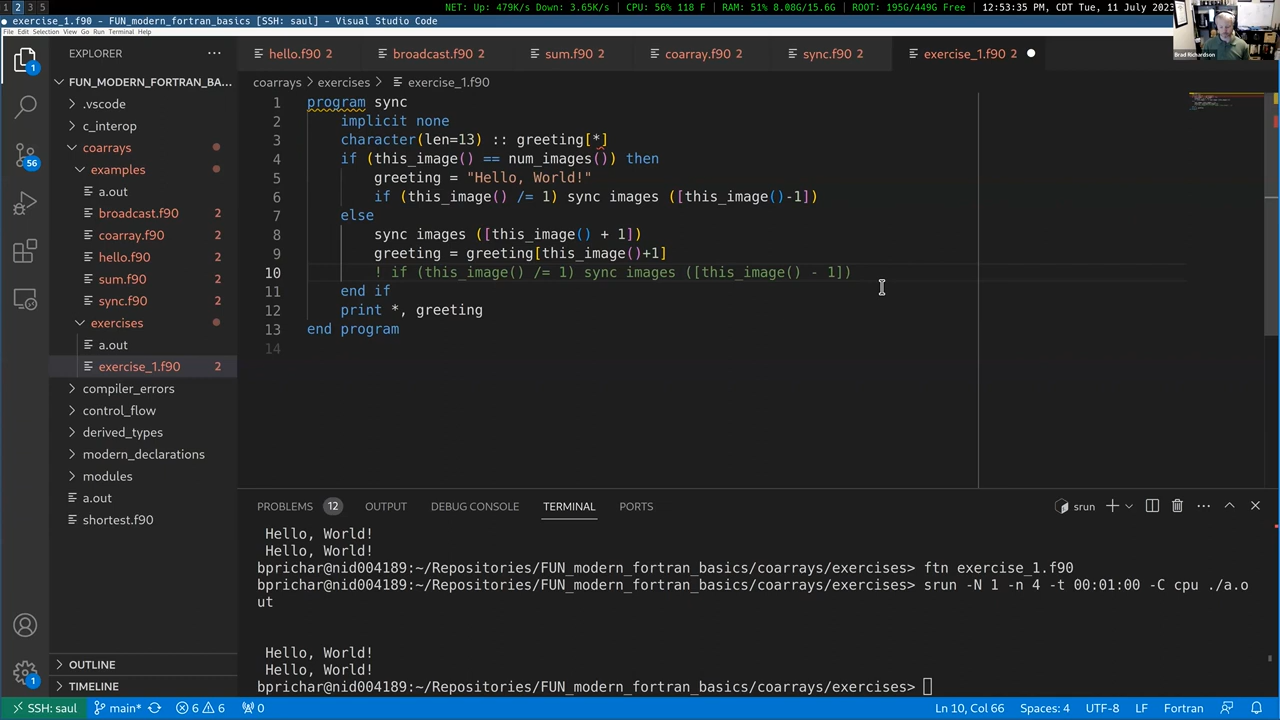 1 2 3 5
NET: Up: 479K/s Down: 3.65K/s | CPU: 56% 118 F | RAM: 51% 8.08G/15.6G | ROOT: 195G/449G Free | 12:53:35 PM, CDT Tue, 11 July 2023
exercise_1.f90 - FUN_modern_fortran_basics [SSH: saul] - Visual Studio Code
File Edit Selection View Go Run Terminal Help
Brad Richardson
EXPLORER ···
hello.f90 2 broadcast.f90 2 sum.f90 2 coarray.f90 2 sync.f90 2 exercise_1.f90 2
FUN_MODERN_FORTRAN_BA...
.vscode
c_interop
coarrays
examples
a.out
broadcast.f90 2
coarray.f90 2
hello.f90 2
sum.f90 2
sync.f90 2
exercises
a.out
exercise_1.f90 2
compiler_errors
control_flow
derived_types
modern_declarations
modules
a.out
shortest.f90
OUTLINE
TIMELINE
1
56
1
coarrays > exercises > exercise_1.f90
1 program sync
2 implicit none
3 character(len=13) :: greeting[*]
4 if (this_image() == num_images()) then
5 greeting = "Hello, World!"
6 if (this_image() /= 1) sync images ([this_image()-1])
7 else
8 sync images ([this_image() + 1])
9 greeting = greeting[this_image()+1]
10 ! if (this_image() /= 1) sync images ([this_image() - 1])
11 end if
12 print *, greeting
13 end program
14
PROBLEMS 12 OUTPUT DEBUG CONSOLE TERMINAL PORTS srun
Hello, World!
Hello, World!
bprichar@nid004189:~/Repositories/FUN_modern_fortran_basics/coarrays/exercises> ftn exercise_1.f90
bprichar@nid004189:~/Repositories/FUN_modern_fortran_basics/coarrays/exercises> srun -N 1 -n 4 -t 00:01:00 -C cpu ./a.o
ut
Hello, World!
Hello, World!
bprichar@nid004189:~/Repositories/FUN_modern_fortran_basics/coarrays/exercises>
SSH: saul main* 6 6 0 Ln 10, Col 66 Spaces: 4 UTF-8 LF Fortran